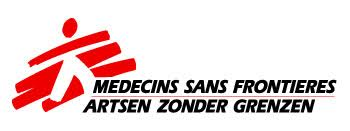 MEDECINS SANS FRONTIERES
ARTSEN ZONDER GRENZEN